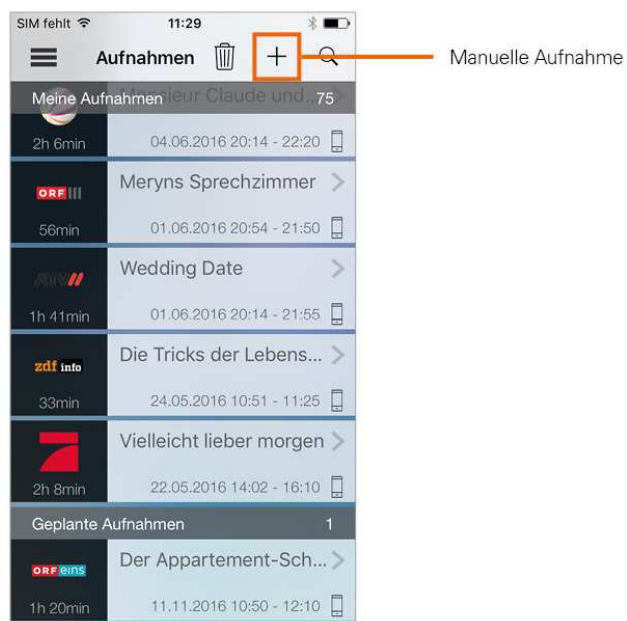 SIM fehlt 11:29
Aufnahmen
Manuelle Aufnahme
Meine Aufnahmen 75
Monsieur Claude und...
2h 6min 04.06.2016 20:14 - 22:20
ORF III
Meryns Sprechzimmer
56min 01.06.2016 20:54 - 21:50
ATV
Wedding Date
1h 41min 01.06.2016 20:14 - 21:55
zdf info
Die Tricks der Lebens...
33min 24.05.2016 10:51 - 11:25
Vielleicht lieber morgen
2h 8min 22.05.2016 14:02 - 16:10
Geplante Aufnahmen 1
ORF eins
Der Appartement-Sch...
1h 20min 11.11.2016 10:50 - 12:10